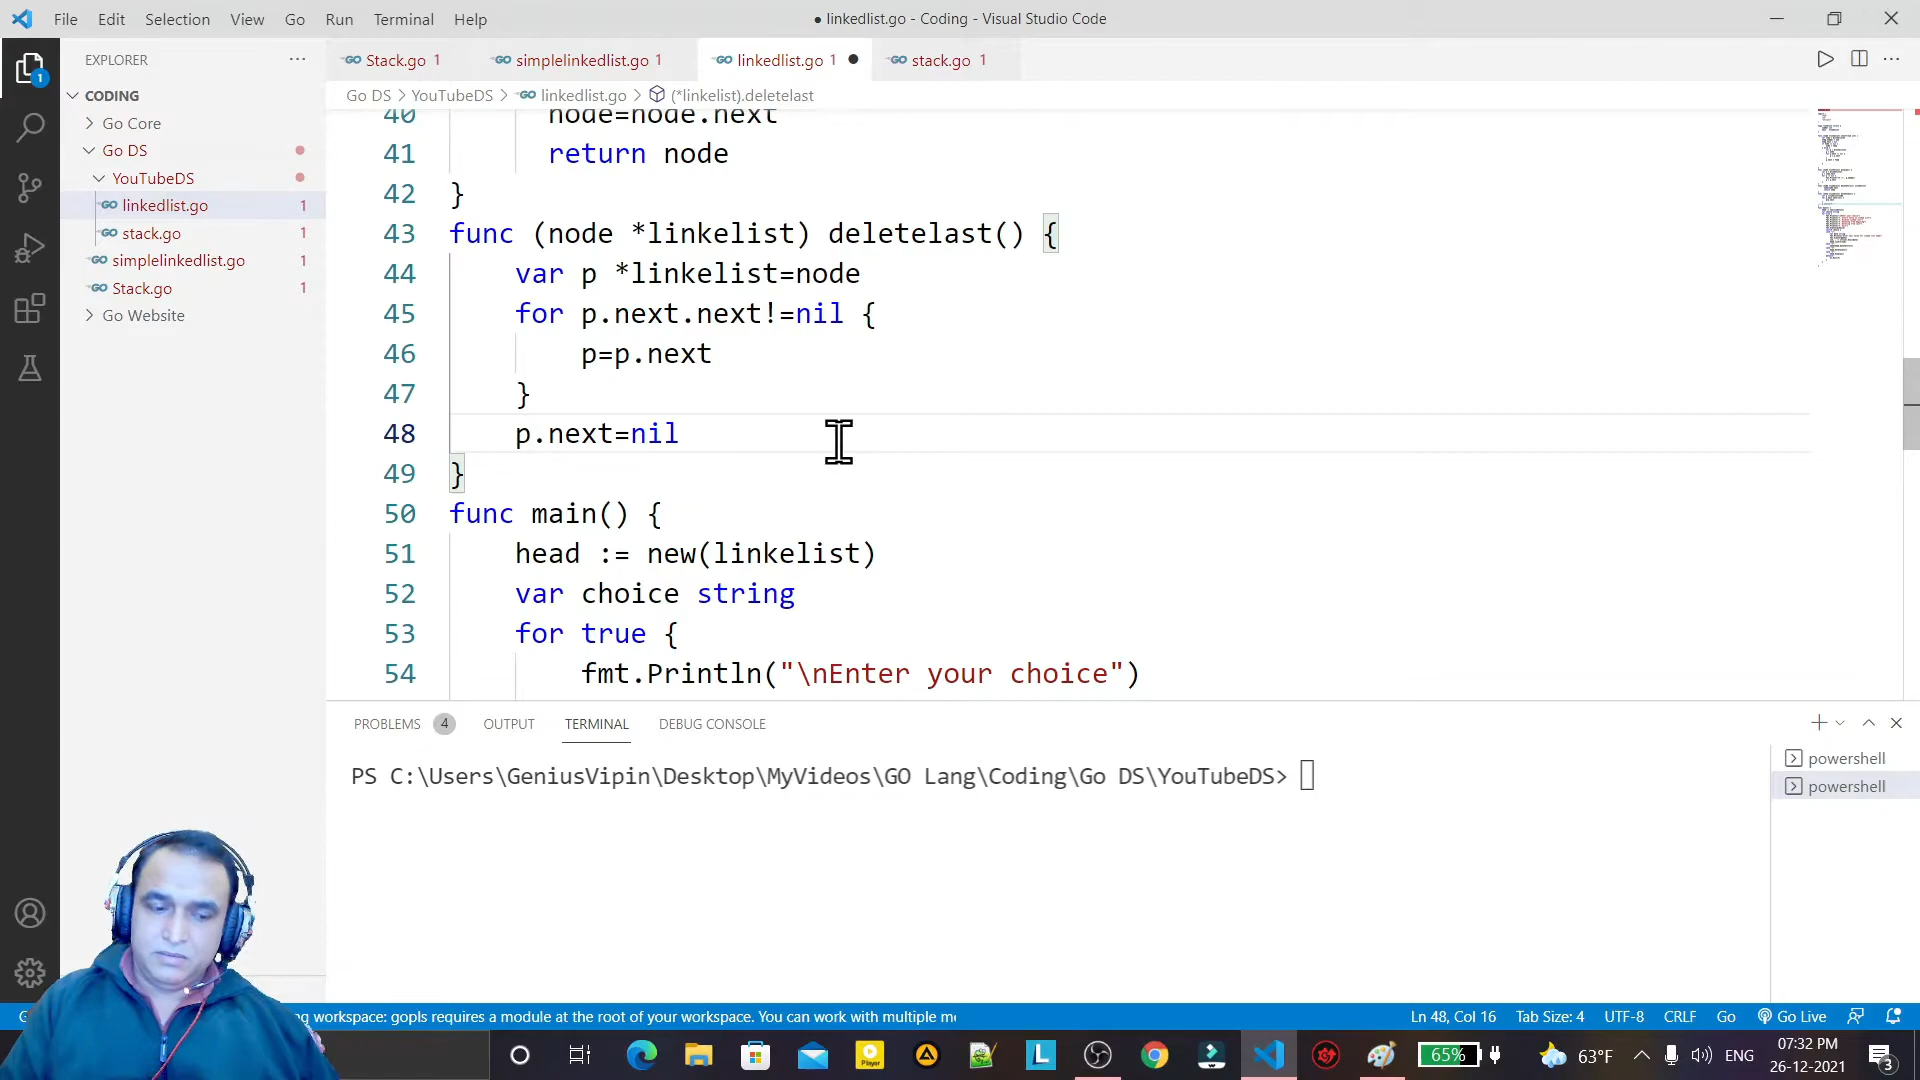 File Edit Selection View Go Run Terminal Help
● linkedlist.go - Coding - Visual Studio Code
EXPLORER
Stack.go 1
simplelinkedlist.go 1
linkedlist.go 1
stack.go 1
CODING
Go DS > YouTubeDS > linkedlist.go > (*linkelist).deletelast
Go Core
Go DS
YouTubeDS
linkedlist.go 1
stack.go 1
simplelinkedlist.go 1
Stack.go 1
Go Website
40 node=node.next
41 return node
42 }
43 func (node *linkelist) deletelast() {
44 var p *linkelist=node
45 for p.next.next!=nil {
46 p=p.next
47 }
48 p.next=nil
49 }
50 func main() {
51 head := new(linkelist)
52 var choice string
53 for true {
54 fmt.Println("\nEnter your choice")
PROBLEMS 4 OUTPUT TERMINAL DEBUG CONSOLE
PS C:\Users\GeniusVipin\Desktop\MyVideos\GO Lang\Coding\Go DS\YouTubeDS>
powershell
powershell
workspace: gopls requires a module at the root of your workspace. You can work with multiple
Ln 48, Col 16 Tab Size: 4 UTF-8 CRLF Go Go Live
65% 63°F ENG
07:32 PM
26-12-2021
3